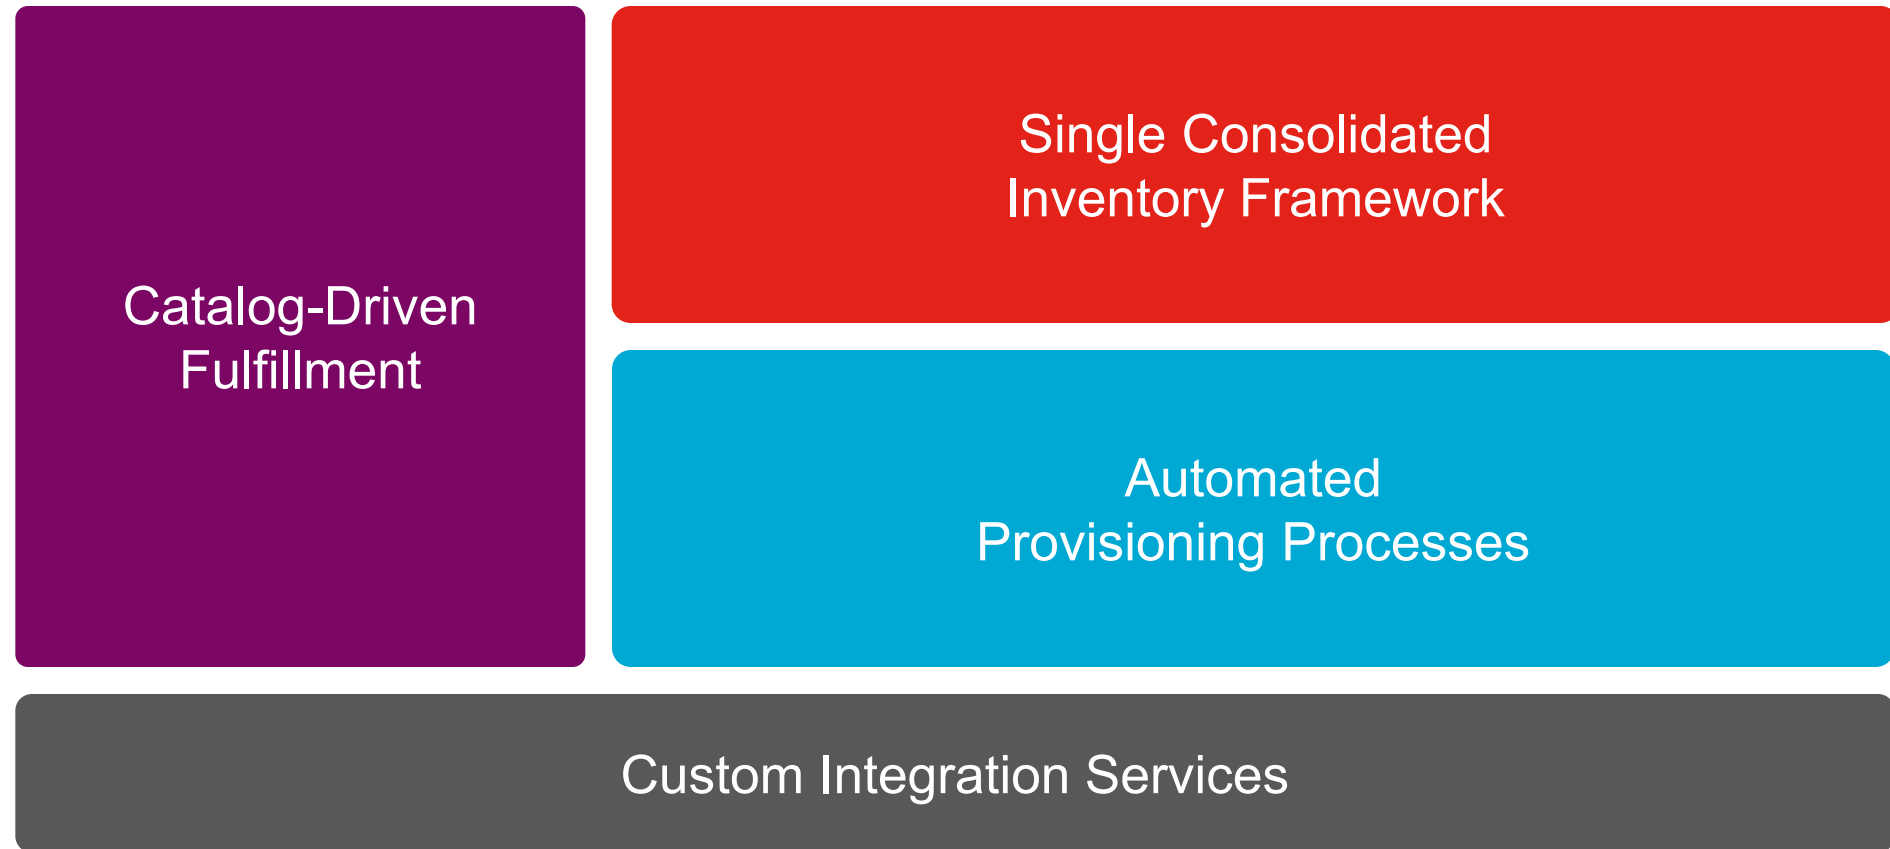 Catalog-Driven
Fulfillment
Single Consolidated
Inventory Framework
Automated
Provisioning Processes
Custom Integration Services